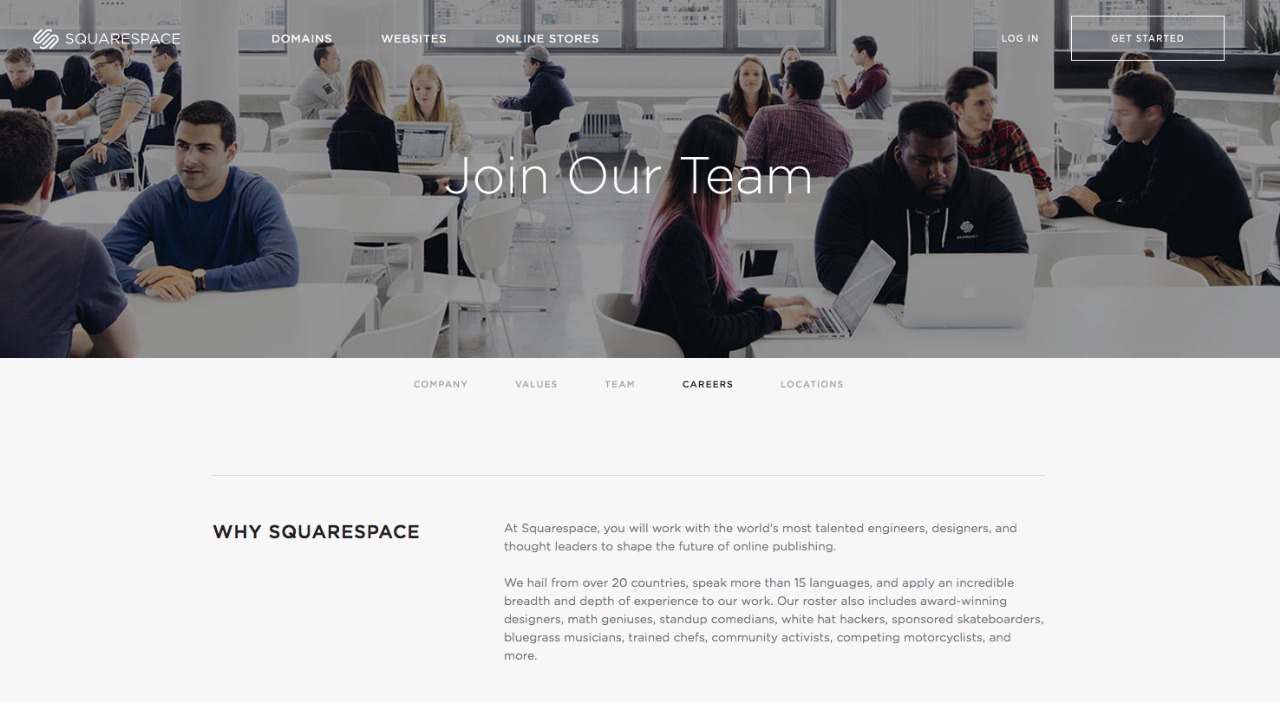 SQUARESPACE
DOMAINS
WEBSITES
ONLINE STORES
LOG IN
GET STARTED
Join Our Team
SQUARESPACE
COMPANY
VALUES
TEAM
CAREERS
LOCATIONS
WHY SQUARESPACE
At Squarespace, you will work with the world's most talented engineers, designers, and
thought leaders to shape the future of online publishing.
We hail from over 20 countries, speak more than 15 languages, and apply an incredible
breadth and depth of experience to our work. Our roster also includes award-winning
designers, math geniuses, standup comedians, white hat hackers, sponsored skateboarders,
bluegrass musicians, trained chefs, community activists, competing motorcyclists, and
more.